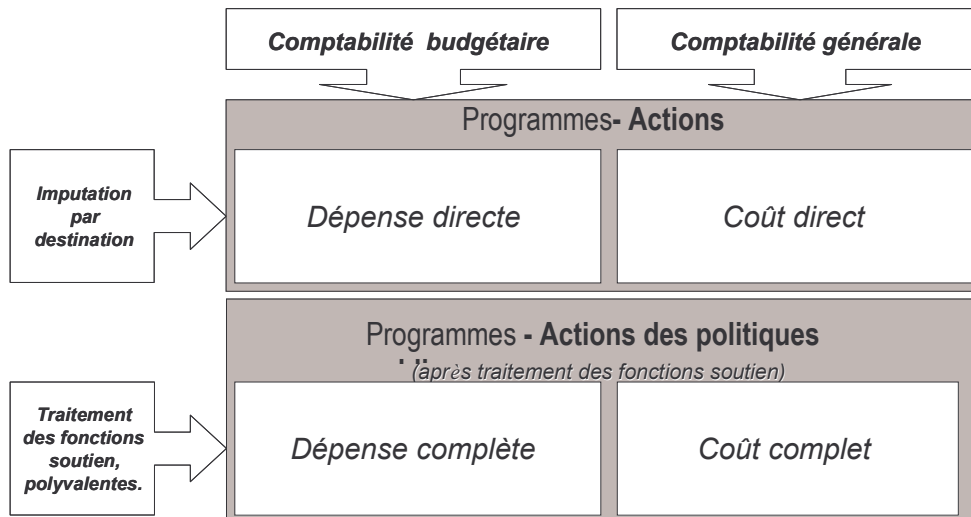 Comptabilité budgétaire
Comptabilité générale
Programmes- Actions
Imputation
par
destination
Dépense directe
Coût direct
Programmes - Actions des politiques
(après traitement des fonctions soutien)
Traitement
des fonctions
soutien,
polyvalentes.
Dépense complète
Coût complet